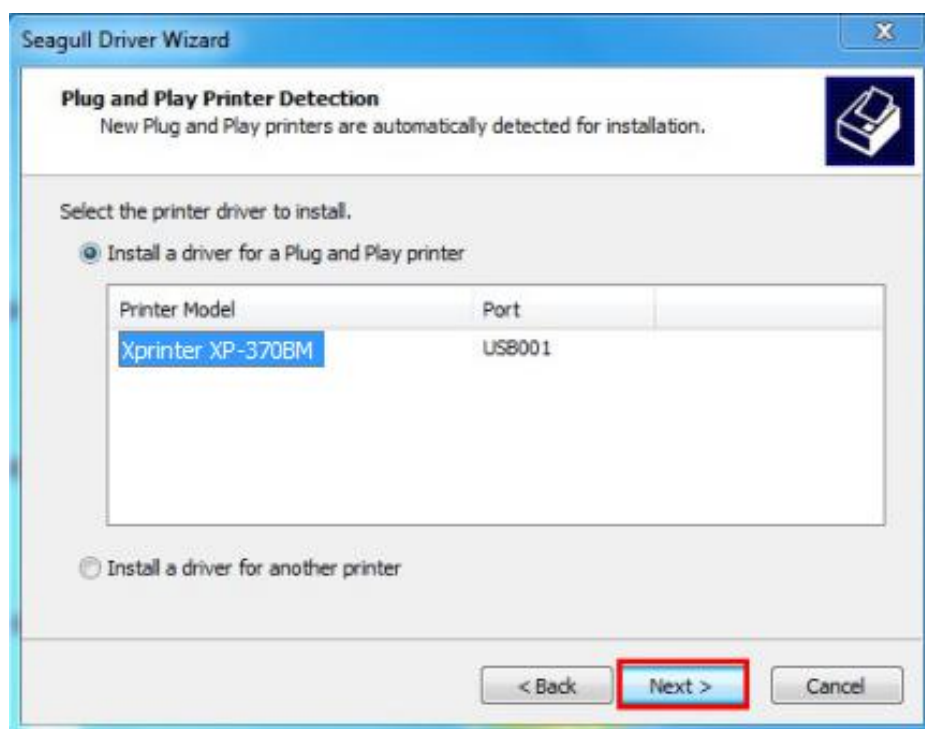 Seagull Driver Wizard
Plug and Play Printer Detection
New Plug and Play printers are automatically detected for installation.
Select the printer driver to install.
Install a driver for a Plug and Play printer
Printer Model Port
Xprinter XP-370BM USB001
Install a driver for another printer
< Back Next > Cancel